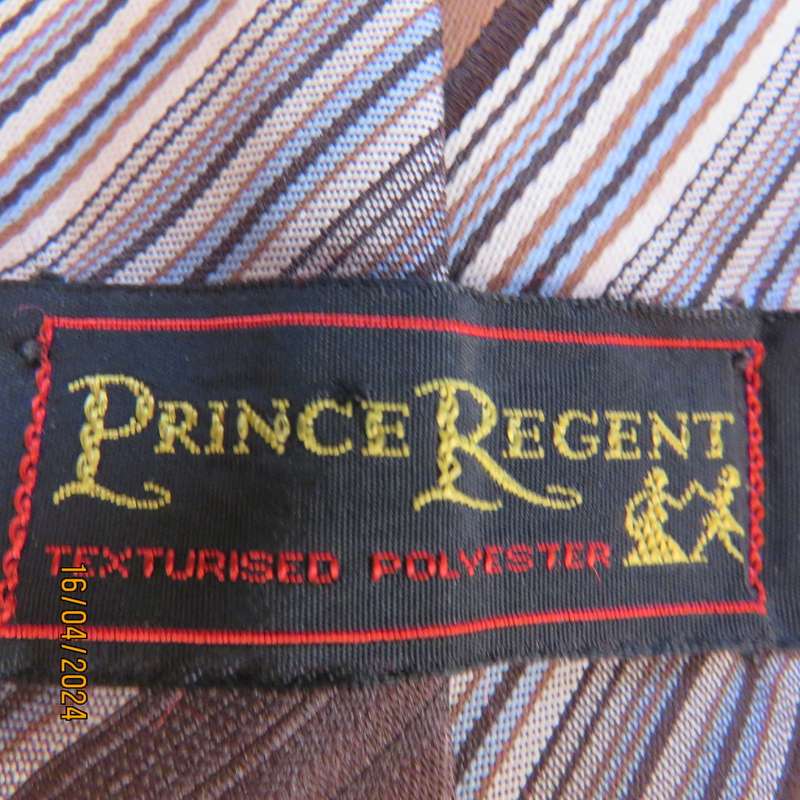 PRINCE REGENT
TEXTURISED POLYESTER
16/04/2024